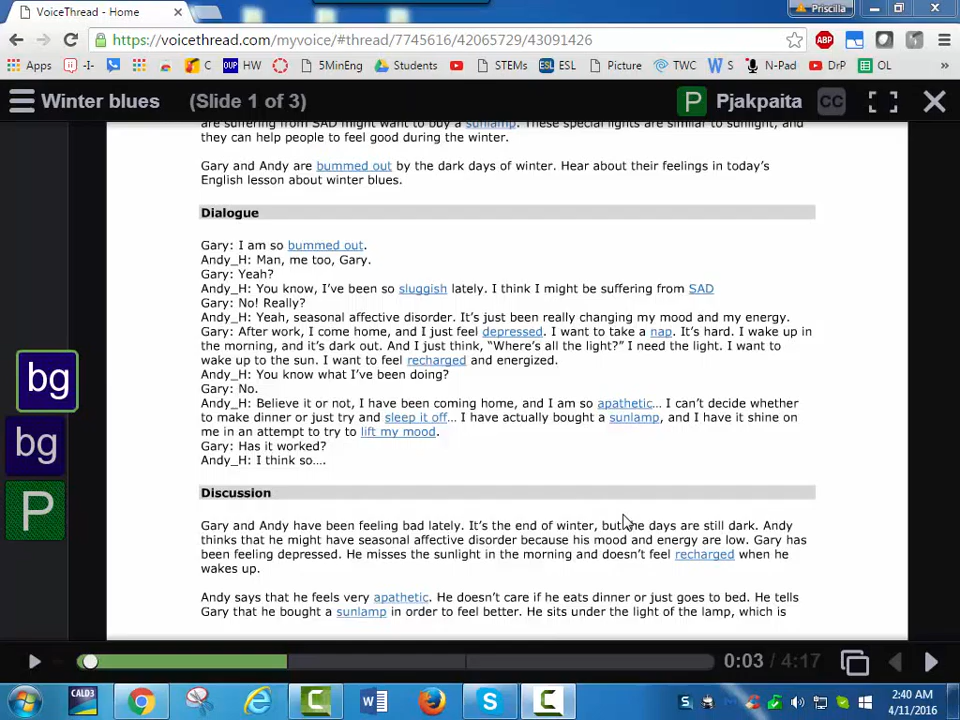 VoiceThread - Home
Priscilla
https://voicethread.com/myvoice/#thread/7745616/42065729/43091426
ABP
Apps -I- C OUP HW 5MinEng Students STEMs ESL ESL Picture TWC W S N-Pad DrP OL »
Winter blues (Slide 1 of 3) P Pjakpaita CC
are suffering from SAD might want to buy a sunlamp. These special lights are similar to sunlight, and
they can help people to feel good during the winter.
Gary and Andy are bummed out by the dark days of winter. Hear about their feelings in today's
English lesson about winter blues.
Dialogue
Gary: I am so bummed out.
Andy_H: Man, me too, Gary.
Gary: Yeah?
Andy_H: You know, I've been so sluggish lately. I think I might be suffering from SAD
Gary: No! Really?
Andy_H: Yeah, seasonal affective disorder. It's just been really changing my mood and my energy.
Gary: After work, I come home, and I just feel depressed. I want to take a nap. It's hard. I wake up in
the morning, and it's dark out. And I just think, "Where's all the light?" I need the light. I want to
wake up to the sun. I want to feel recharged and energized.
Andy_H: You know what I've been doing?
Gary: No.
Andy_H: Believe it or not, I have been coming home, and I am so apathetic... I can't decide whether
to make dinner or just try and sleep it off... I have actually bought a sunlamp, and I have it shine on
me in an attempt to try to lift my mood.
Gary: Has it worked?
Andy_H: I think so....
Discussion
Gary and Andy have been feeling bad lately. It's the end of winter, but the days are still dark. Andy
thinks that he might have seasonal affective disorder because his mood and energy are low. Gary has
been feeling depressed. He misses the sunlight in the morning and doesn't feel recharged when he
wakes up.
Andy says that he feels very apathetic. He doesn't care if he eats dinner or just goes to bed. He tells
Gary that he bought a sunlamp in order to feel better. He sits under the light of the lamp, which is
bg
bg
P
0:03 / 4:17
CALD3
2:40 AM
4/11/2016